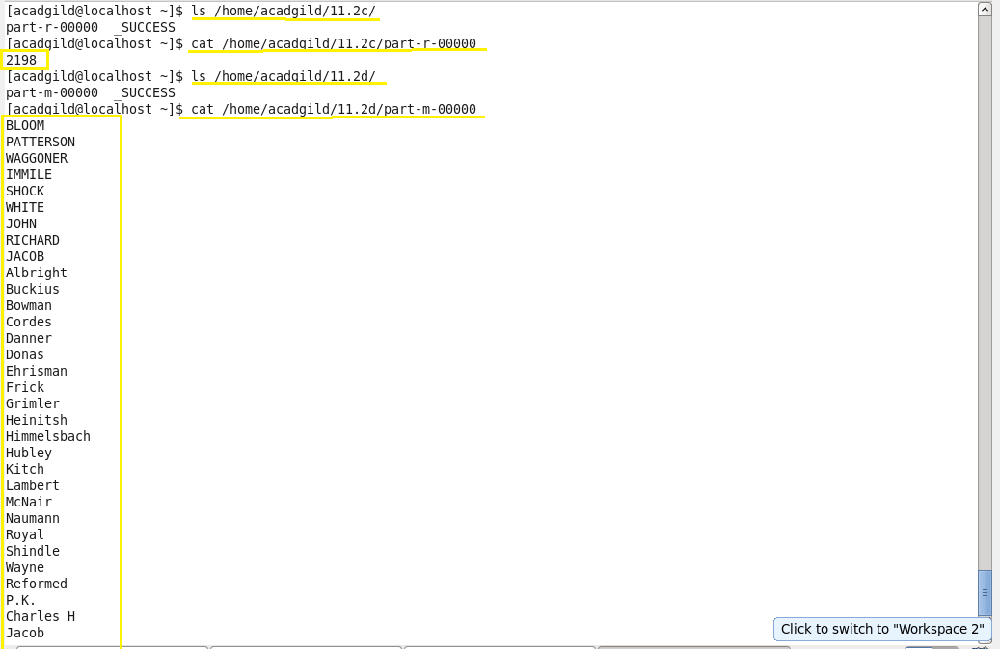 [acadgild@localhost ~]$ ls /home/acadgild/11.2c/
part-r-00000  _SUCCESS
[acadgild@localhost ~]$ cat /home/acadgild/11.2c/part-r-00000
2198
[acadgild@localhost ~]$ ls /home/acadgild/11.2d/
part-m-00000  _SUCCESS
[acadgild@localhost ~]$ cat /home/acadgild/11.2d/part-m-00000
BLOOM
PATTERSON
WAGGONER
IMMILE
SHOCK
WHITE
JOHN
RICHARD
JACOB
Albright
Buckius
Bowman
Cordes
Danner
Donas
Ehrisman
Frick
Grimler
Heinitsh
Himmelsbach
Hubley
Kitch
Lambert
McNair
Naumann
Royal
Shindle
Wayne
Reformed
P.K.
Charles H
Jacob
Click to switch to "Workspace 2"